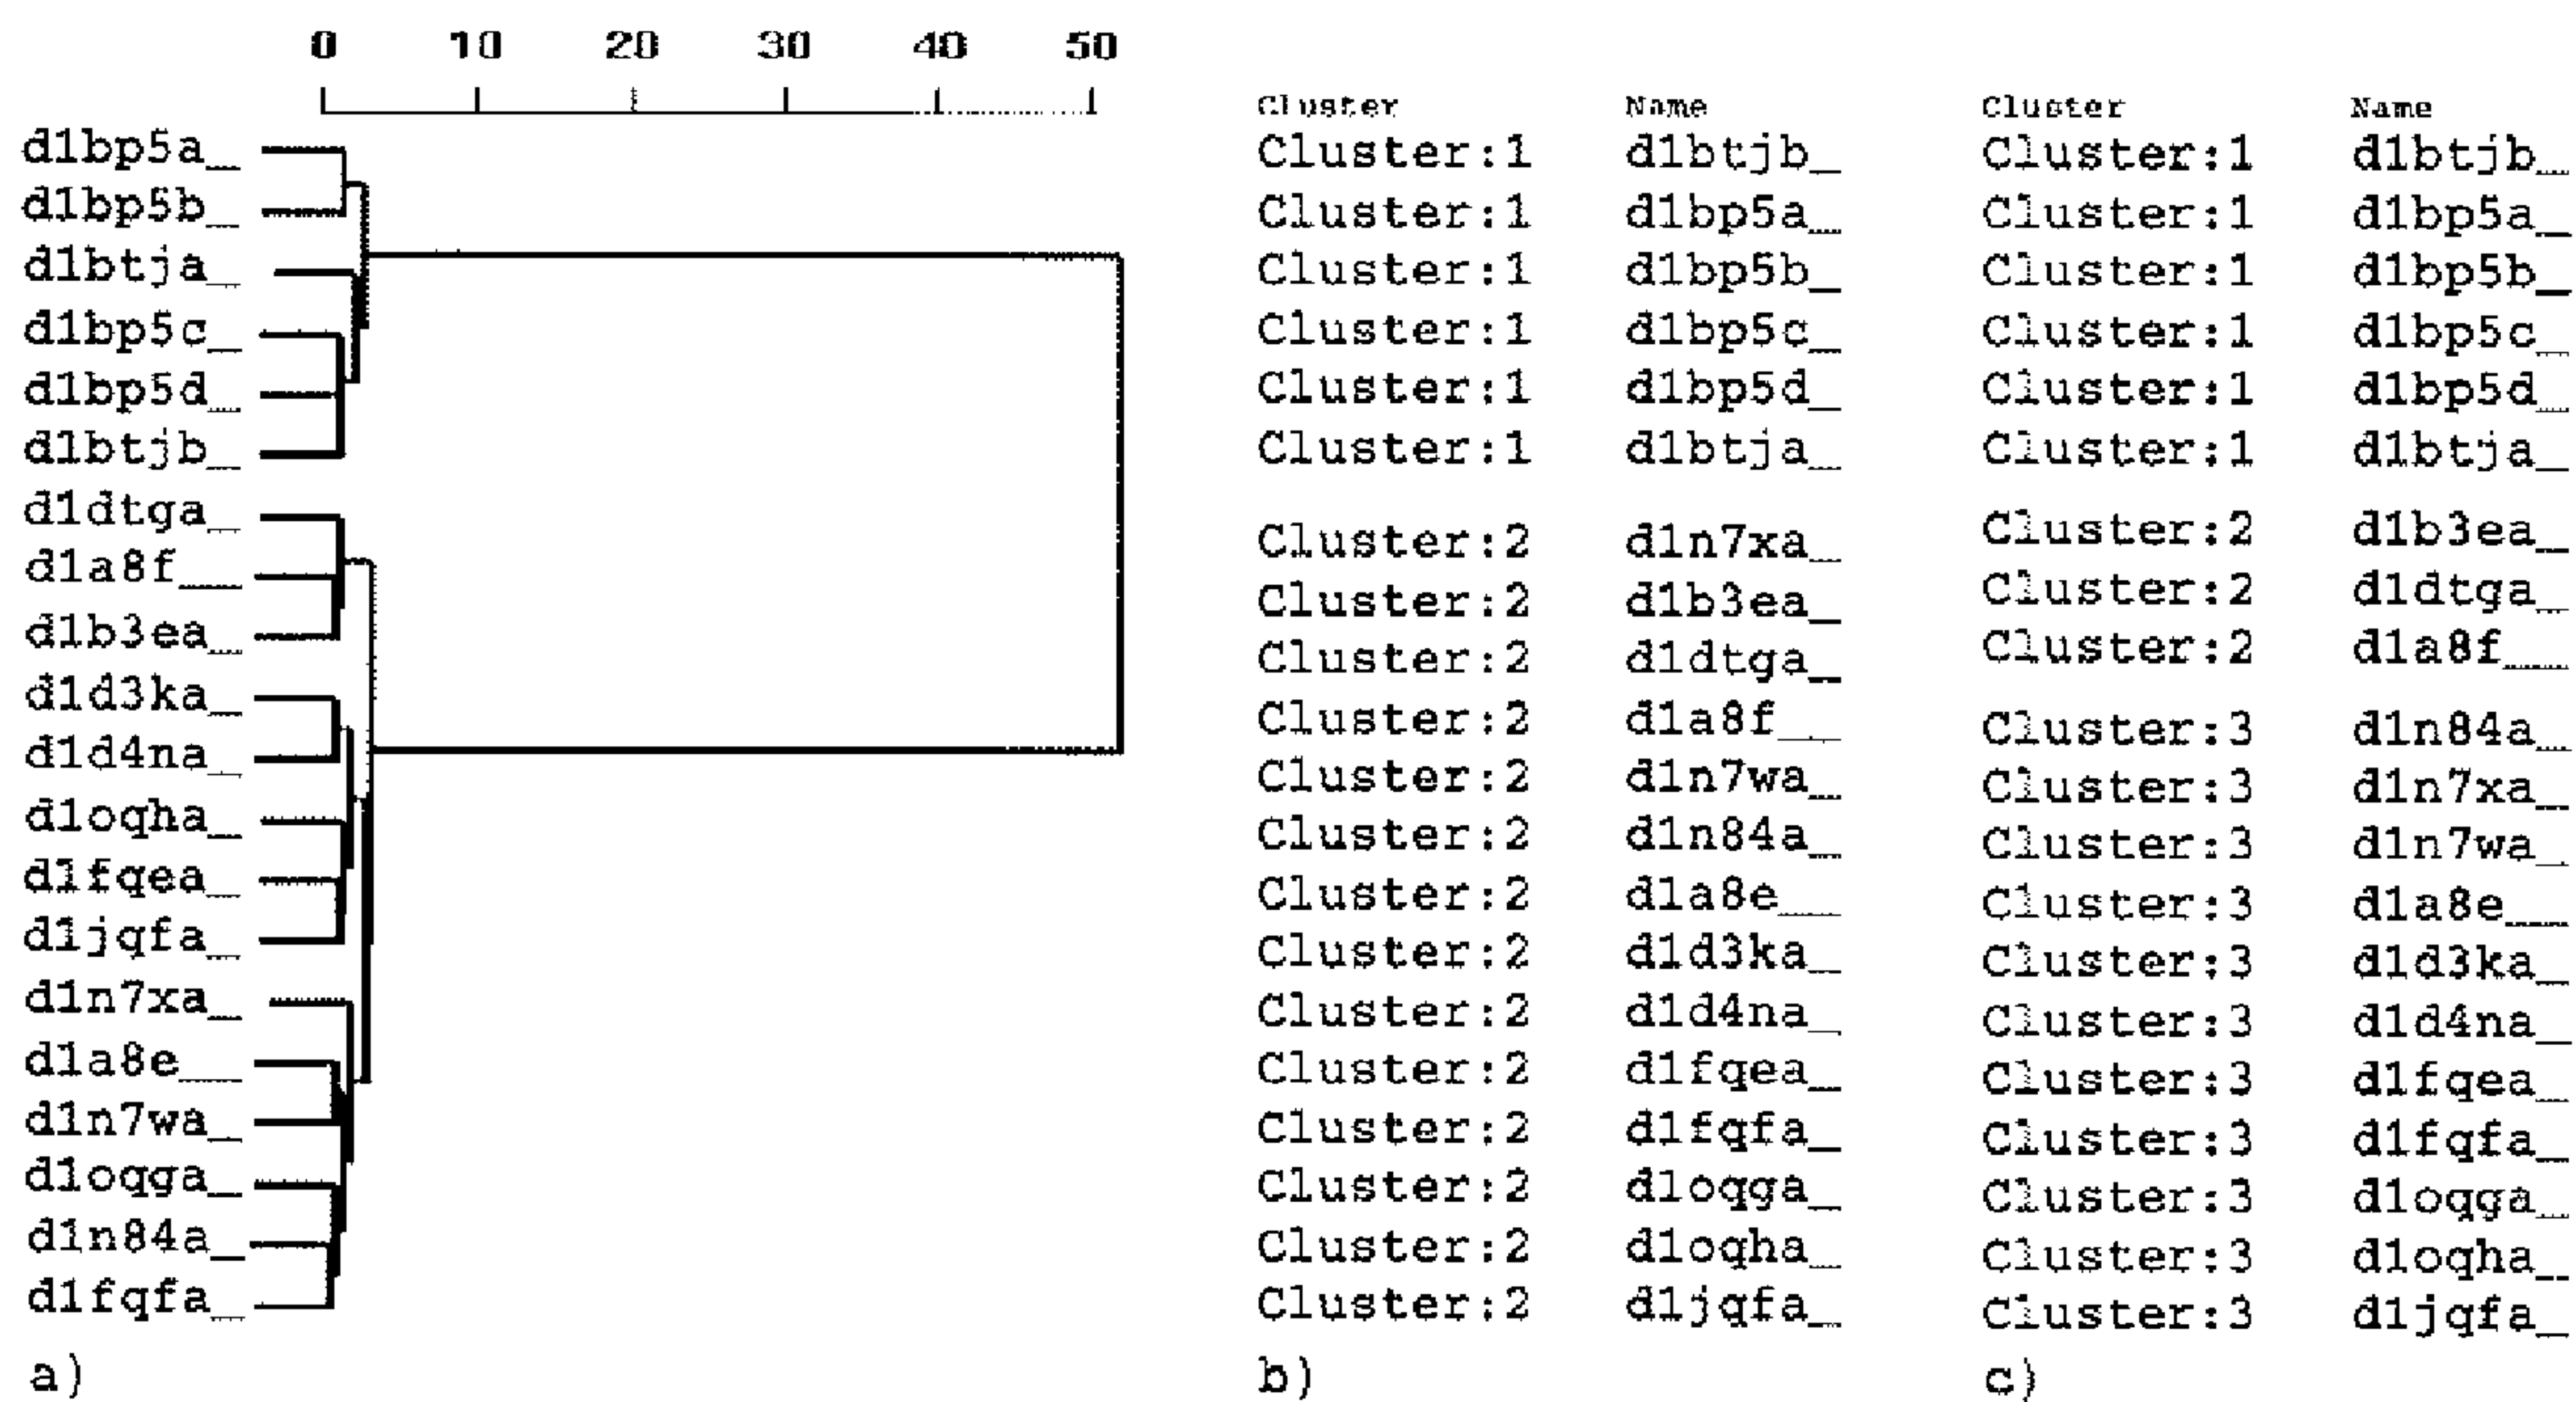 0 10 20 30 40 50
d1bp5a_
d1bp5b_
d1btja_
d1bp5c_
d1bp5d_
d1btjb_
d1dtga_
d1a8f__
d1b3ea_
d1d3ka_
d1d4na_
d1oqha_
d1fqea_
d1jqfa_
d1n7xa_
d1a8e__
d1n7wa_
d1oqga_
d1n84a_
d1fqfa_
a)
Cluster Name
Cluster:1 d1btjb_
Cluster:1 d1bp5a_
Cluster:1 d1bp5b_
Cluster:1 d1bp5c_
Cluster:1 d1bp5d_
Cluster:1 d1btja_
Cluster:2 d1n7xa_
Cluster:2 d1b3ea_
Cluster:2 d1dtga_
Cluster:2 d1a8f__
Cluster:2 d1n7wa_
Cluster:2 d1n84a_
Cluster:2 d1a8e__
Cluster:2 d1d3ka_
Cluster:2 d1d4na_
Cluster:2 d1fqea_
Cluster:2 d1fqfa_
Cluster:2 d1oqga_
Cluster:2 d1oqha_
Cluster:2 d1jqfa_
b)
Cluster Name
Cluster:1 d1btjb_
Cluster:1 d1bp5a_
Cluster:1 d1bp5b_
Cluster:1 d1bp5c_
Cluster:1 d1bp5d_
Cluster:1 d1btja_
Cluster:2 d1b3ea_
Cluster:2 d1dtga_
Cluster:2 d1a8f__
Cluster:3 d1n84a_
Cluster:3 d1n7xa_
Cluster:3 d1n7wa_
Cluster:3 d1a8e__
Cluster:3 d1d3ka_
Cluster:3 d1d4na_
Cluster:3 d1fqea_
Cluster:3 d1fqfa_
Cluster:3 d1oqga_
Cluster:3 d1oqha_
Cluster:3 d1jqfa_
c)